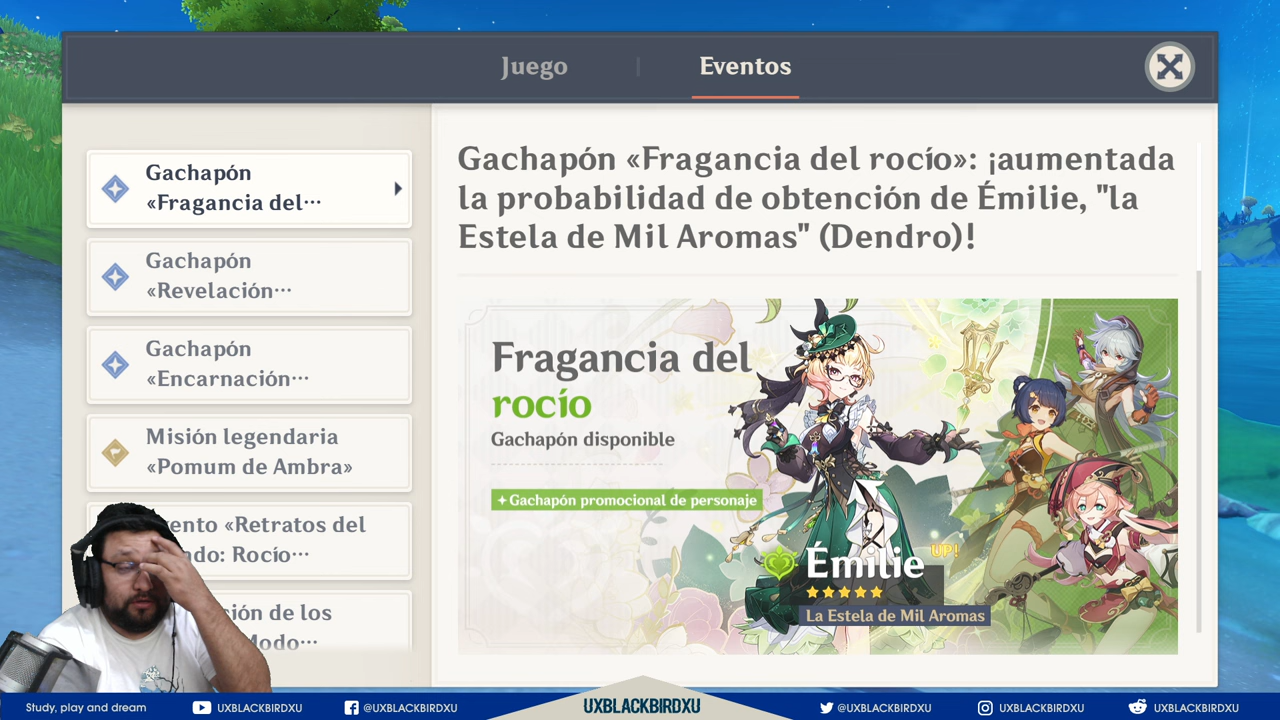 Juego
Eventos
Gachapón
«Fragancia del···
Gachapón
«Revelación···
Gachapón
«Encarnación···
Misión legendaria
«Pomum de Ambra»
ento «Retratos del
ndo: Rocío···
ión de los
Modo···
Gachapón «Fragancia del rocío»: ¡aumentada
la probabilidad de obtención de Émilie, "la
Estela de Mil Aromas" (Dendro)!
Fragancia del
rocío
Gachapón disponible
Gachapón promocional de personaje
Émilie
UP!
La Estela de Mil Aromas
Study, play and dream
UXBLACKBIRDXU
@UXBLACKBIRDXU
UXBLACKBIRDXU
@UXBLACKBIRDXU
UXBLACKBIRDXU
UXBLACKBIRDXU